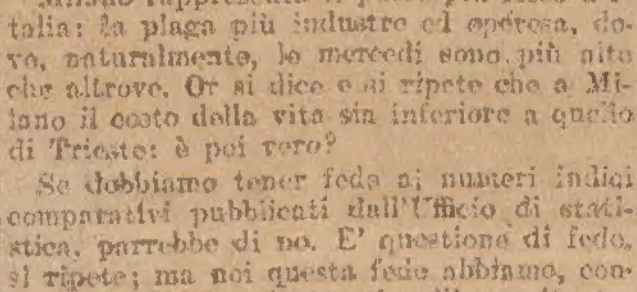 Milano rappresenta il
talia: la plaga più industre ed operosa, do-
ve, naturalmente, le mercedi sono più alte
che altrove. Or si dice e si ripete che a Mi-
lano il costo della vita sia inferiore a quello
di Trieste: è poi vero?
Se dobbiamo tener fede ai numeri indici
comparativi pubblicati dall'Ufficio di stati-
stica, parrebbe di no. E' questione di fede,
si ripete; ma noi questa fede abbiamo, con-